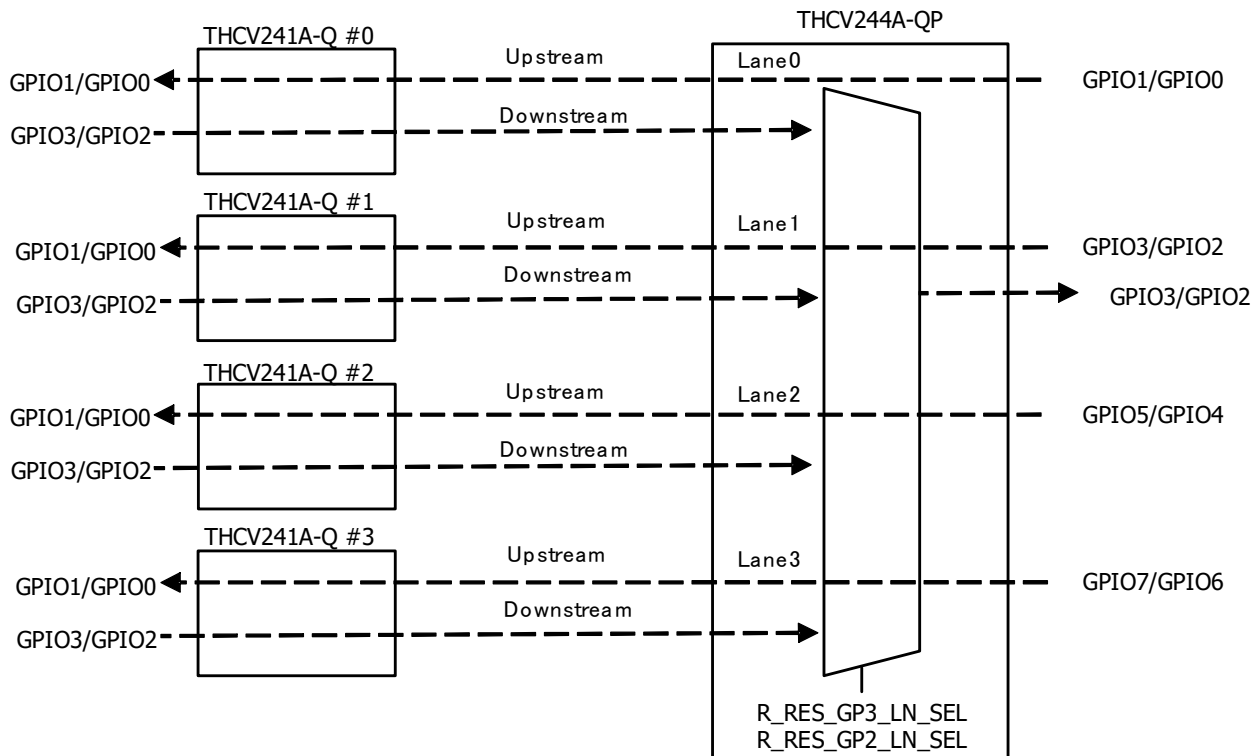 THCV244A-QP
THCV241A-Q #0
Upstream
Lane0
GPIO1/GPIO0
GPIO1/GPIO0
Downstream
GPIO3/GPIO2
THCV241A-Q #1
Upstream
Lane1
GPIO1/GPIO0
GPIO3/GPIO2
Downstream
GPIO3/GPIO2
GPIO3/GPIO2
THCV241A-Q #2
Upstream
Lane2
GPIO1/GPIO0
GPIO5/GPIO4
Downstream
GPIO3/GPIO2
THCV241A-Q #3
Upstream
Lane3
GPIO1/GPIO0
GPIO7/GPIO6
Downstream
GPIO3/GPIO2
R_RES_GP3_LN_SEL
R_RES_GP2_LN_SEL